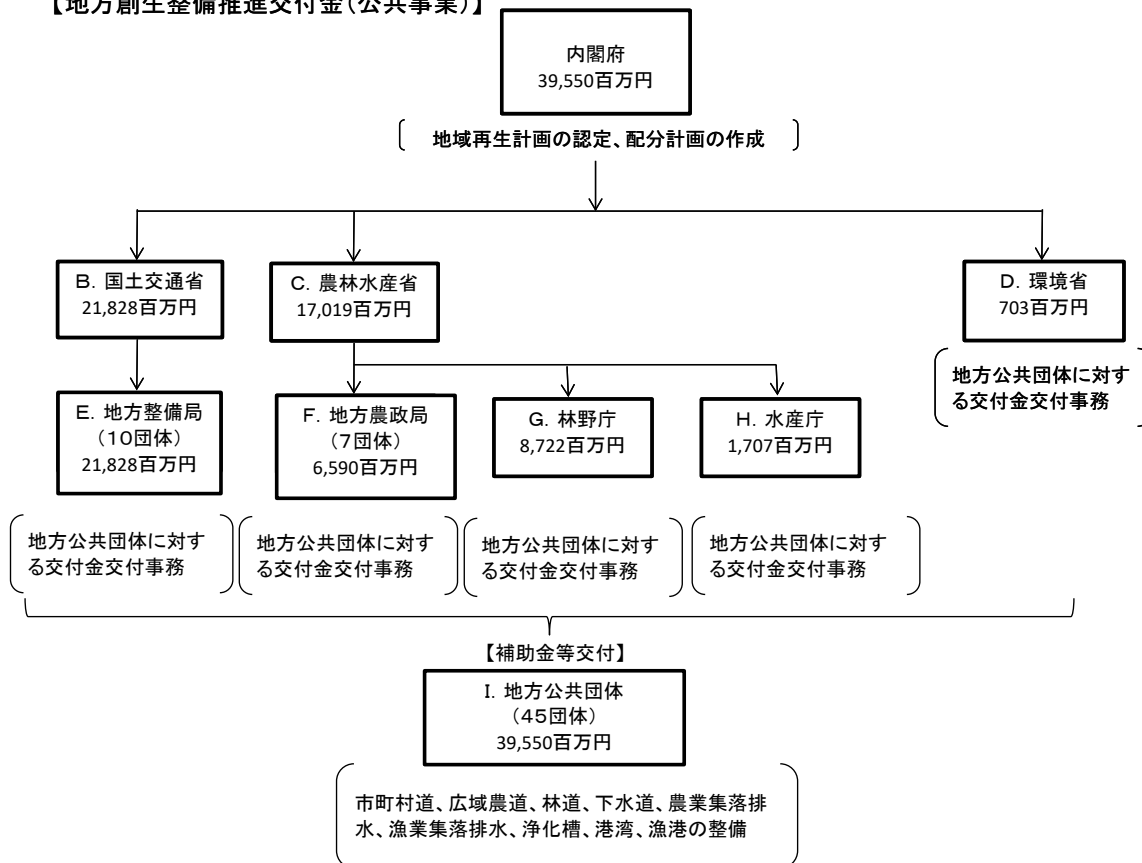 【地方創生整備推進交付金(公共事業)】
内閣府
39,550百万円
地域再生計画の認定、配分計画の作成
B. 国土交通省
21,828百万円
C. 農林水産省
17,019百万円
D. 環境省
703百万円
地方公共団体に対す
る交付金交付事務
E. 地方整備局
(10団体)
21,828百万円
F. 地方農政局
(7団体)
6,590百万円
G. 林野庁
8,722百万円
H. 水産庁
1,707百万円
地方公共団体に対す
る交付金交付事務
地方公共団体に対す
る交付金交付事務
地方公共団体に対す
る交付金交付事務
地方公共団体に対す
る交付金交付事務
【補助金等交付】
I. 地方公共団体
(45団体)
39,550百万円
市町村道、広域農道、林道、下水道、農業集落排
水、漁業集落排水、浄化槽、港湾、漁港の整備